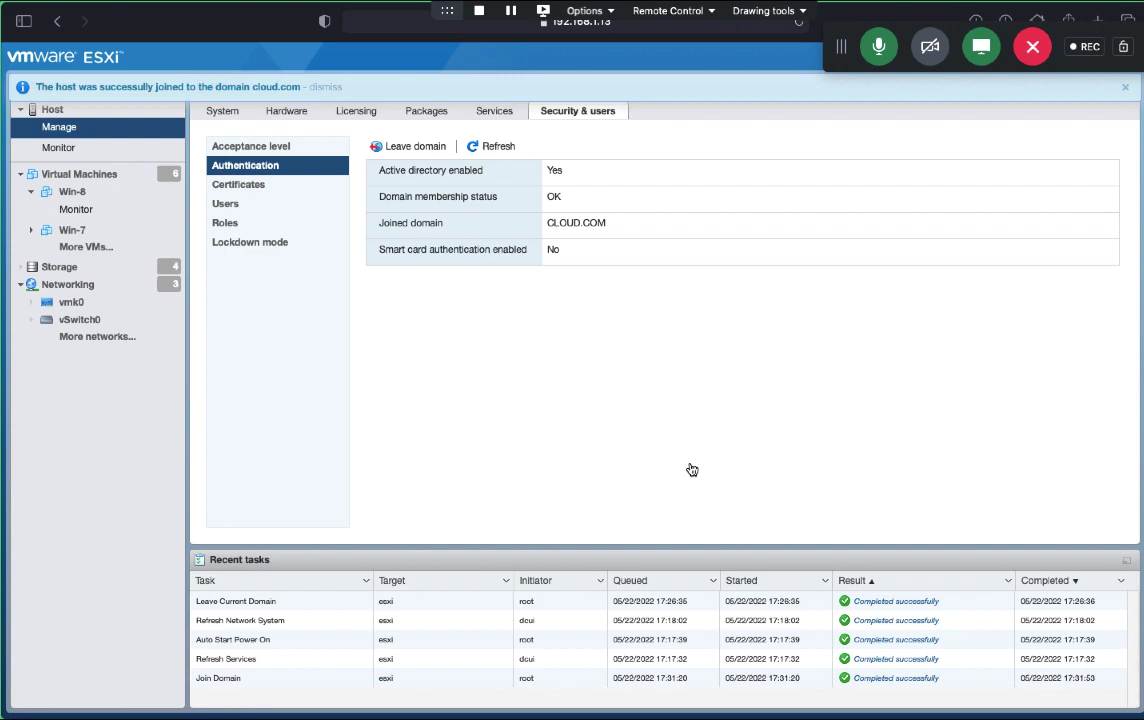 Options Remote Control Drawing tools
192.168.1.13
REC
vmware ESXi™
The host was successully joined to the domain cloud.com - dismiss
Host
Manage
Monitor
Virtual Machines 6
Win-8
Monitor
Win-7
More VMs...
Storage 4
Networking 3
vmk0
vSwitch0
More networks...
System Hardware Licensing Packages Services Security & users
Acceptance level
Authentication
Certificates
Users
Roles
Lockdown mode
Leave domain Refresh
Active directory enabled Yes
Domain membership status OK
Joined domain CLOUD.COM
Smart card authentication enabled No
Recent tasks
Task Target Initiator Queued Started Result ▲ Completed ▼
Leave Current Domain esxi root 05/22/2022 17:26:35 05/22/2022 17:26:35 Completed successfully 05/22/2022 17:26:36
Refresh Network System esxi dcui 05/22/2022 17:18:02 05/22/2022 17:18:02 Completed successfully 05/22/2022 17:18:02
Auto Start Power On esxi root 05/22/2022 17:17:39 05/22/2022 17:17:39 Completed successfully 05/22/2022 17:17:39
Refresh Services esxi dcui 05/22/2022 17:17:32 05/22/2022 17:17:32 Completed successfully 05/22/2022 17:17:32
Join Domain esxi root 05/22/2022 17:31:20 05/22/2022 17:31:20 Completed successfully 05/22/2022 17:31:53